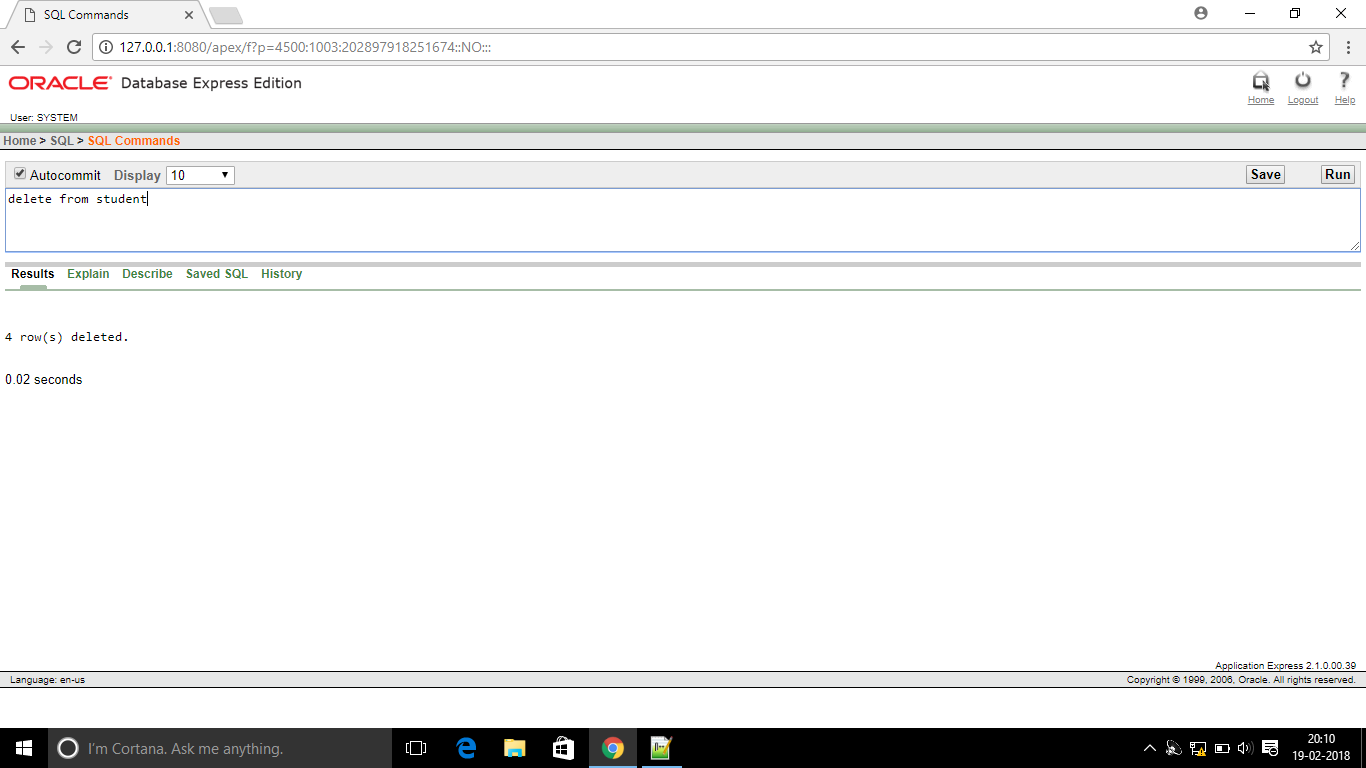 SQL Commands
127.0.0.1:8080/apex/f?p=4500:1003:202897918251674::NO:::
ORACLE Database Express Edition
Home Logout Help
User: SYSTEM
Home > SQL > SQL Commands
Autocommit Display 10 Save Run
delete from student
Results Explain Describe Saved SQL History
4 row(s) deleted.
0.02 seconds
Application Express 2.1.0.00.39
Language: en-us Copyright © 1999, 2006, Oracle. All rights reserved.
I'm Cortana. Ask me anything.
20:10
19-02-2018